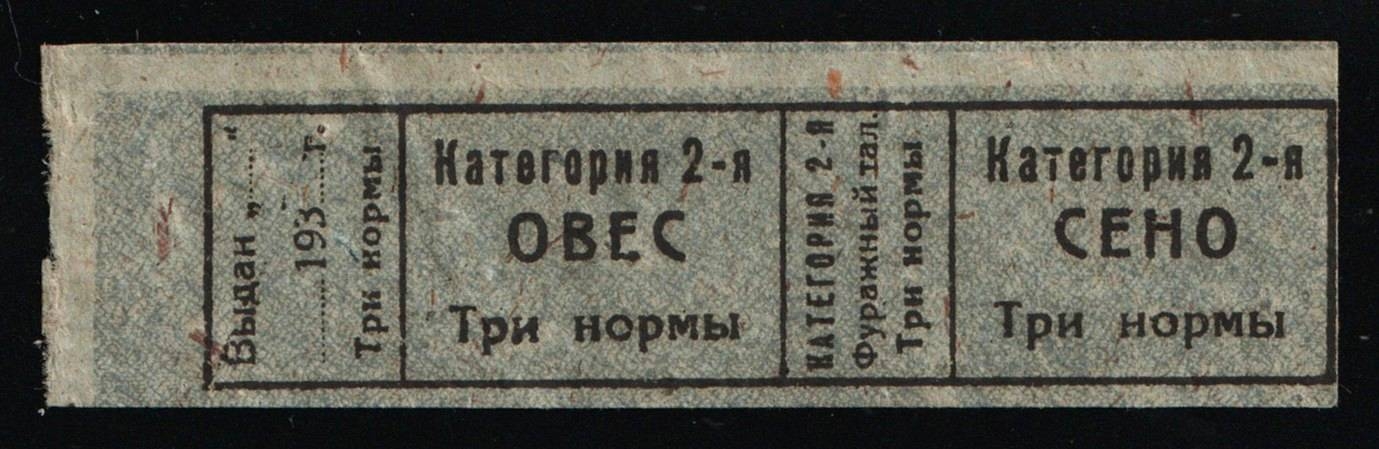 Выдан „........“
............193......г.
Три нормы
Категория 2-я
ОВЕС
Три нормы
КАТЕГОРИЯ 2-Я
Фуражный тал.
Три нормы
Категория 2-я
СЕНО
Три нормы